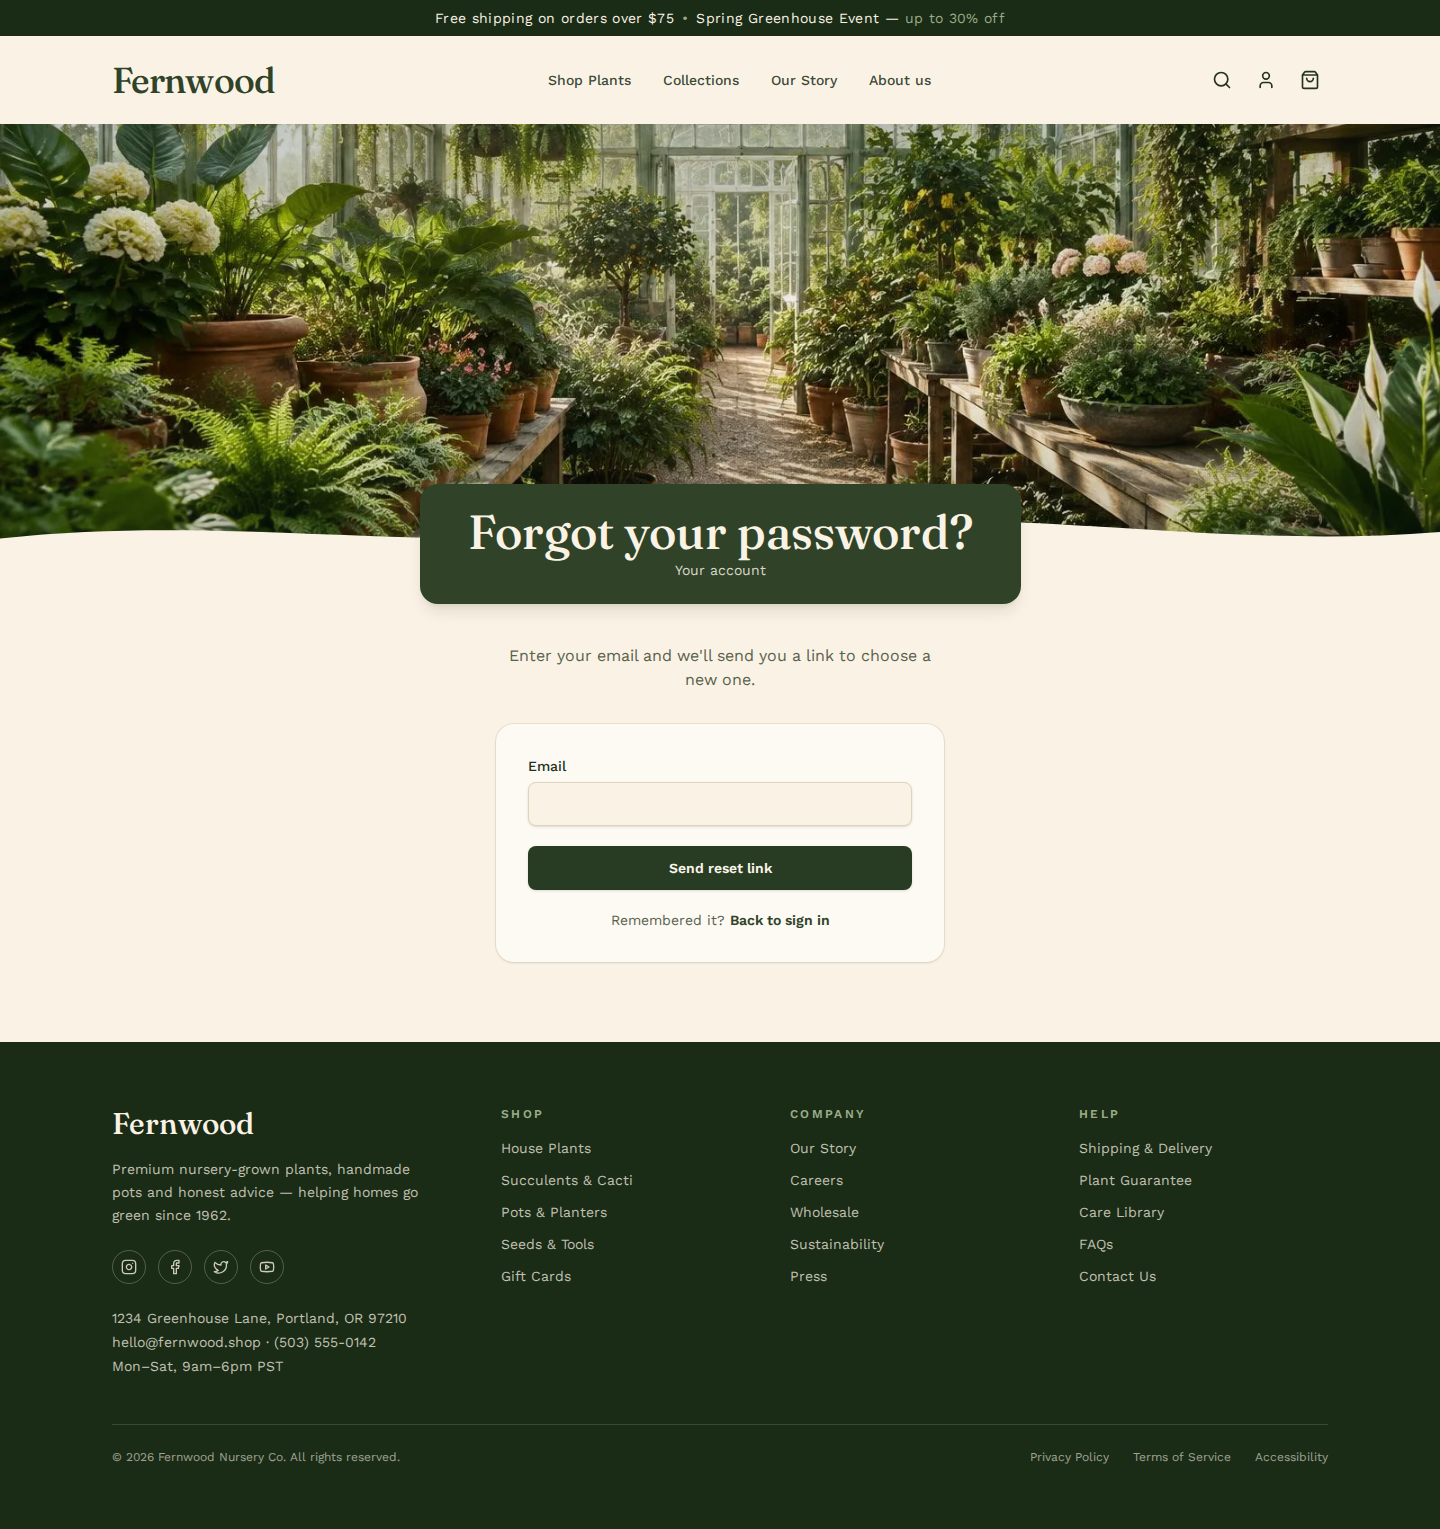 Free shipping on orders over $75 • Spring Greenhouse Event — up to 30% off
Fernwood
Shop Plants
Collections
Our Story
About us
Forgot your password?
Your account
Enter your email and we'll send you a link to choose a
new one.
Email
Send reset link
Remembered it? Back to sign in
Fernwood
Premium nursery-grown plants, handmade
pots and honest advice — helping homes go
green since 1962.
1234 Greenhouse Lane, Portland, OR 97210
hello@fernwood.shop · (503) 555-0142
Mon–Sat, 9am–6pm PST
SHOP
House Plants
Succulents & Cacti
Pots & Planters
Seeds & Tools
Gift Cards
COMPANY
Our Story
Careers
Wholesale
Sustainability
Press
HELP
Shipping & Delivery
Plant Guarantee
Care Library
FAQs
Contact Us
© 2026 Fernwood Nursery Co. All rights reserved.
Privacy Policy
Terms of Service
Accessibility